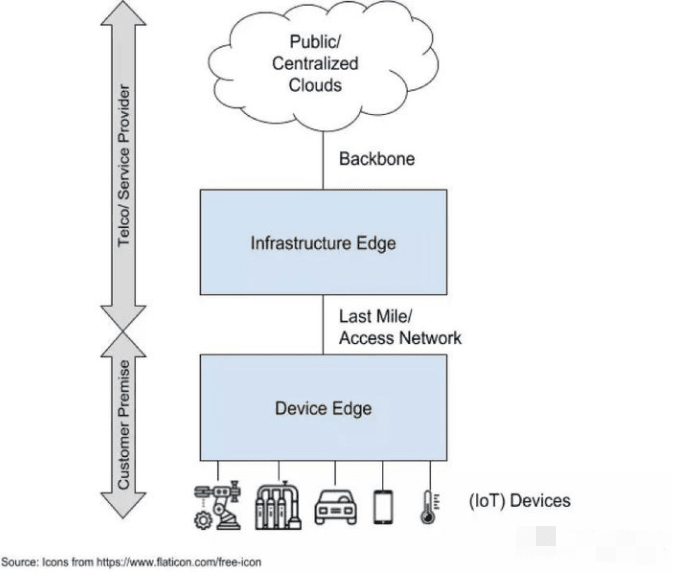 Public/
Centralized
Clouds
Backbone
Telco/ Service Provider
Infrastructure Edge
Last Mile/
Access Network
Customer Premise
Device Edge
(IoT) Devices
Source: Icons from https://www.flaticon.com/free-icon